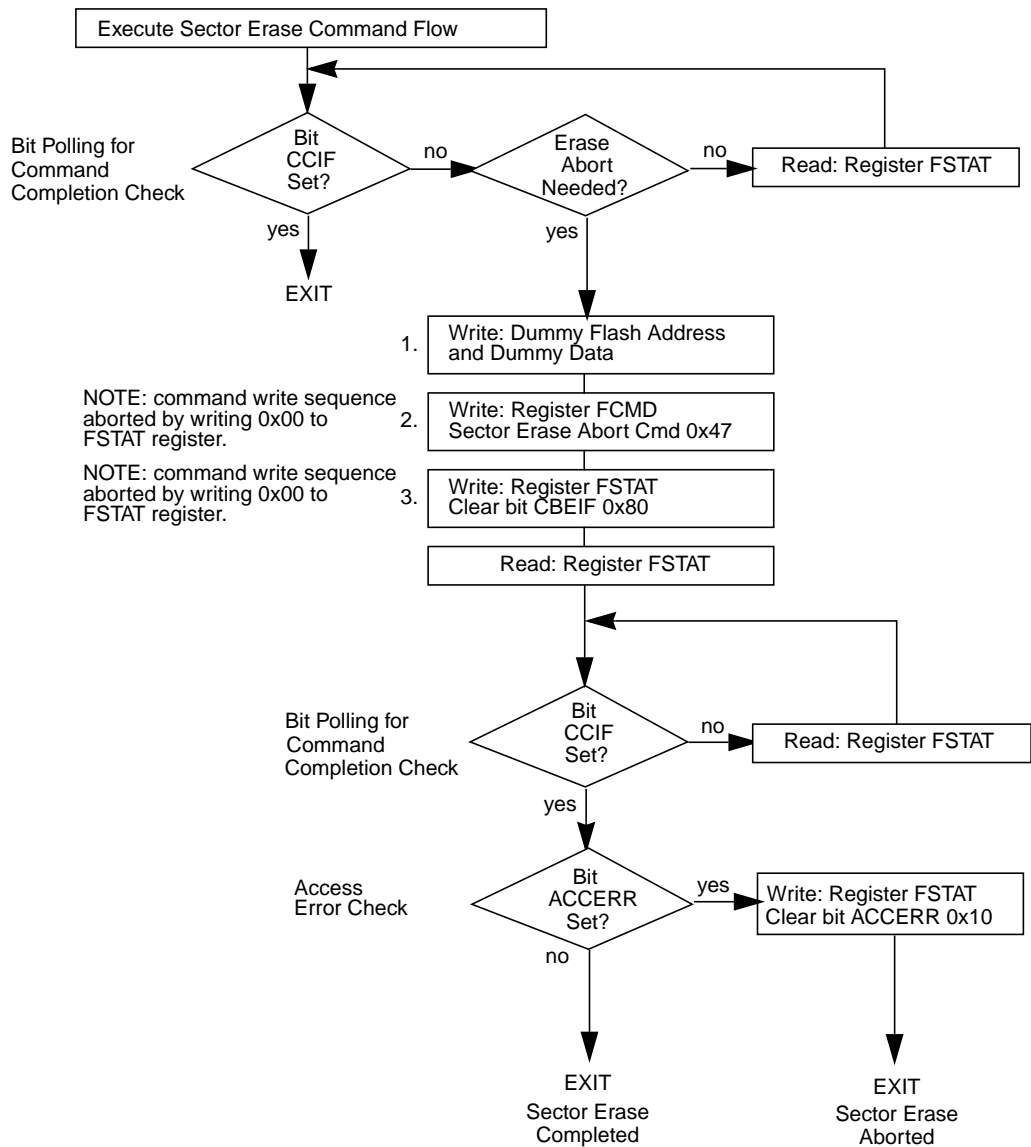 Execute Sector Erase Command Flow
Bit Polling for
Command
Completion Check
Bit
CCIF
Set?
no
yes
EXIT
Erase
Abort
Needed?
no
yes
Read: Register FSTAT
1.
Write: Dummy Flash Address
and Dummy Data
NOTE: command write sequence
aborted by writing 0x00 to
FSTAT register.
2.
Write: Register FCMD
Sector Erase Abort Cmd 0x47
NOTE: command write sequence
aborted by writing 0x00 to
FSTAT register.
3.
Write: Register FSTAT
Clear bit CBEIF 0x80
Read: Register FSTAT
Bit Polling for
Command
Completion Check
Bit
CCIF
Set?
no
yes
Read: Register FSTAT
Access
Error Check
Bit
ACCERR
Set?
yes
no
Write: Register FSTAT
Clear bit ACCERR 0x10
EXIT
Sector Erase
Completed
EXIT
Sector Erase
Aborted